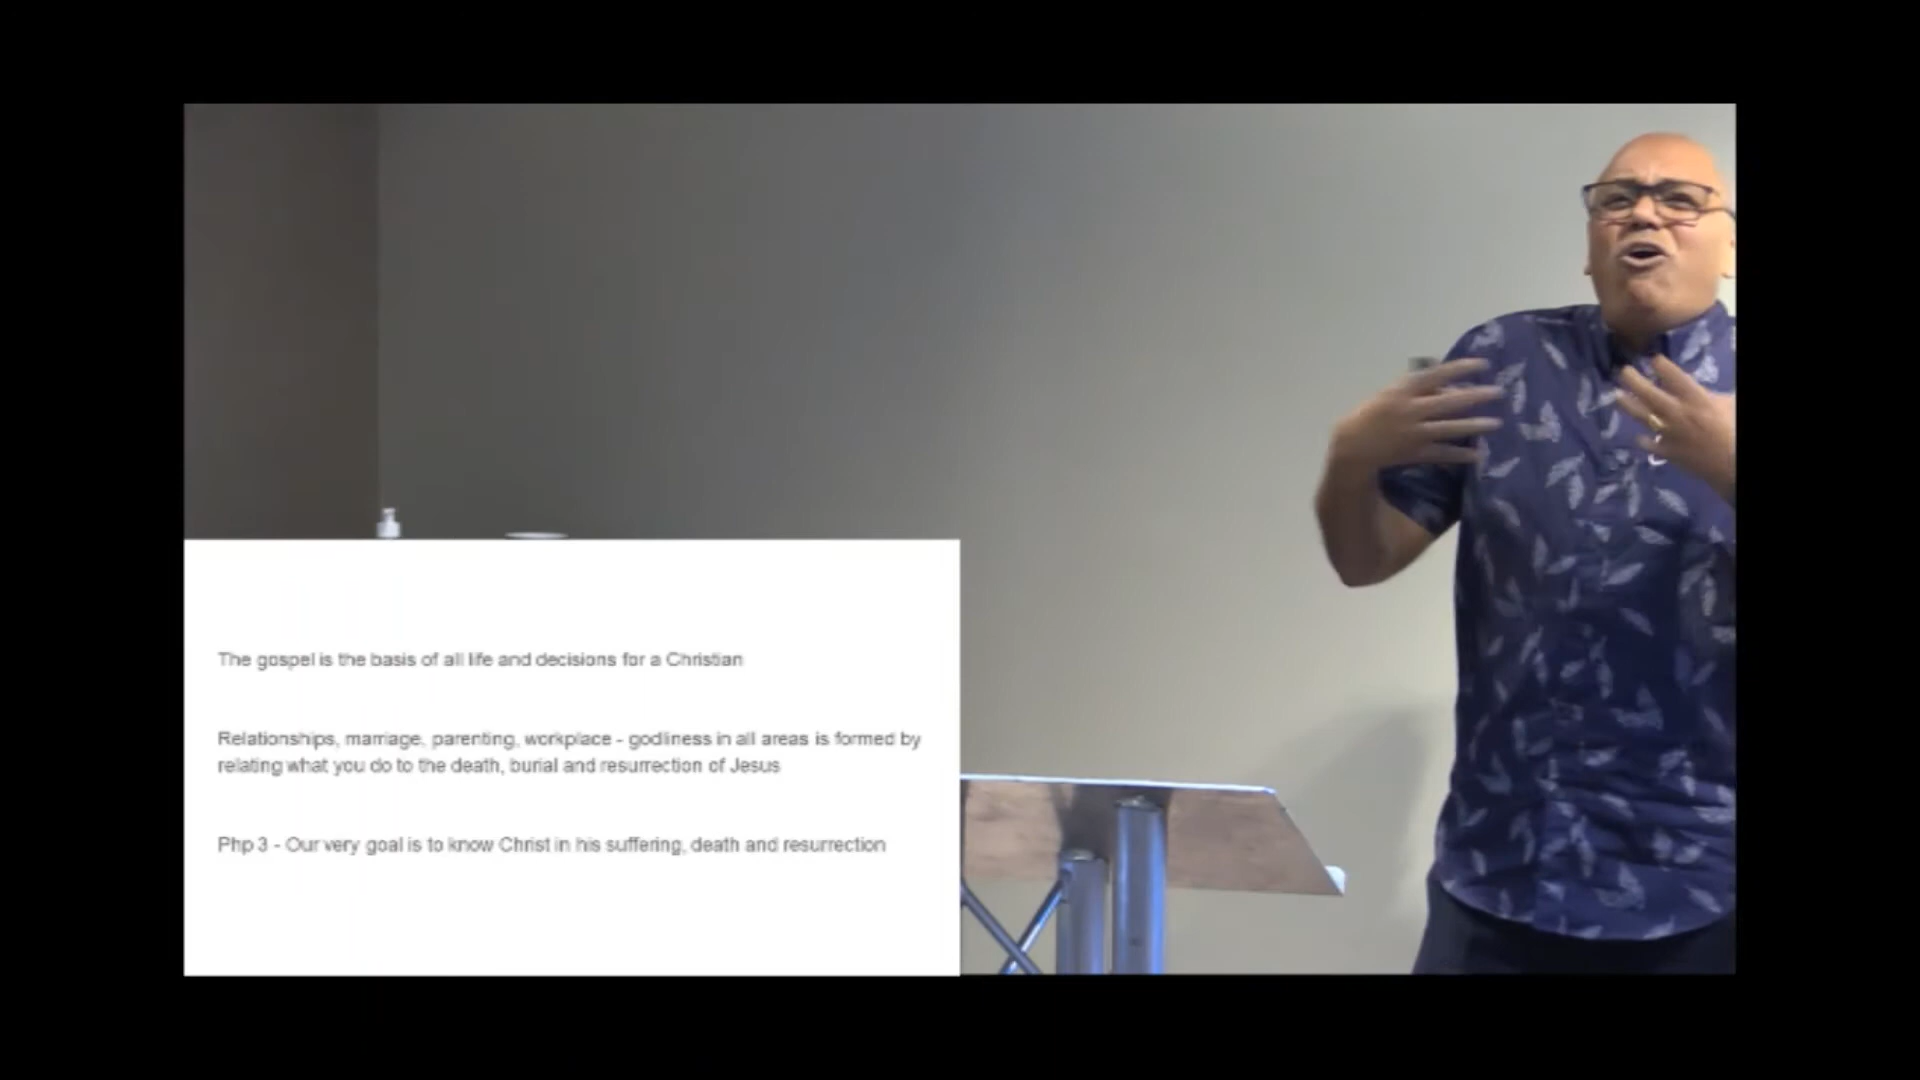 The gospel is the basis of all life and decisions for a Christian
Relationships, marriage, parenting, workplace - godliness in all areas is formed by
relating what you do to the death, burial and resurrection of Jesus
Php 3 - Our very goal is to know Christ in his suffering, death and resurrection